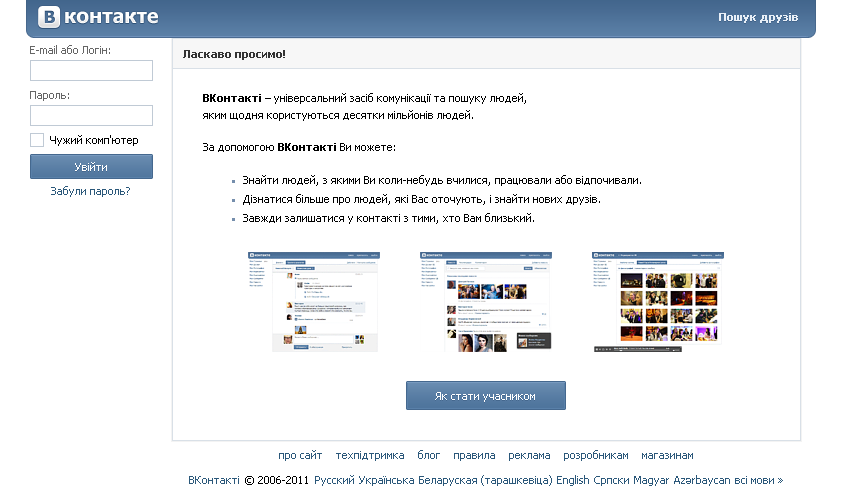 В контакте
Пошук друзів
E-mail або Логін:
Пароль:
Чужий комп'ютер
Увійти
Забули пароль?
Ласкаво просимо!
ВКонтакті – універсальний засіб комунікації та пошуку людей,
яким щодня користуються десятки мільйонів людей.
За допомогою ВКонтакті Ви можете:
Знайти людей, з якими Ви коли-небудь вчилися, працювали або відпочивали.
Дізнатися більше про людей, які Вас оточують, і знайти нових друзів.
Завжди залишатися у контакті з тими, хто Вам близький.
Як стати учасником
про сайт техпідтримка блог правила реклама розробникам магазинам
ВКонтакті © 2006-2011 Русский Українська Беларуская (тарашкевіца) English Српски Magyar Azərbaycan всі мови »